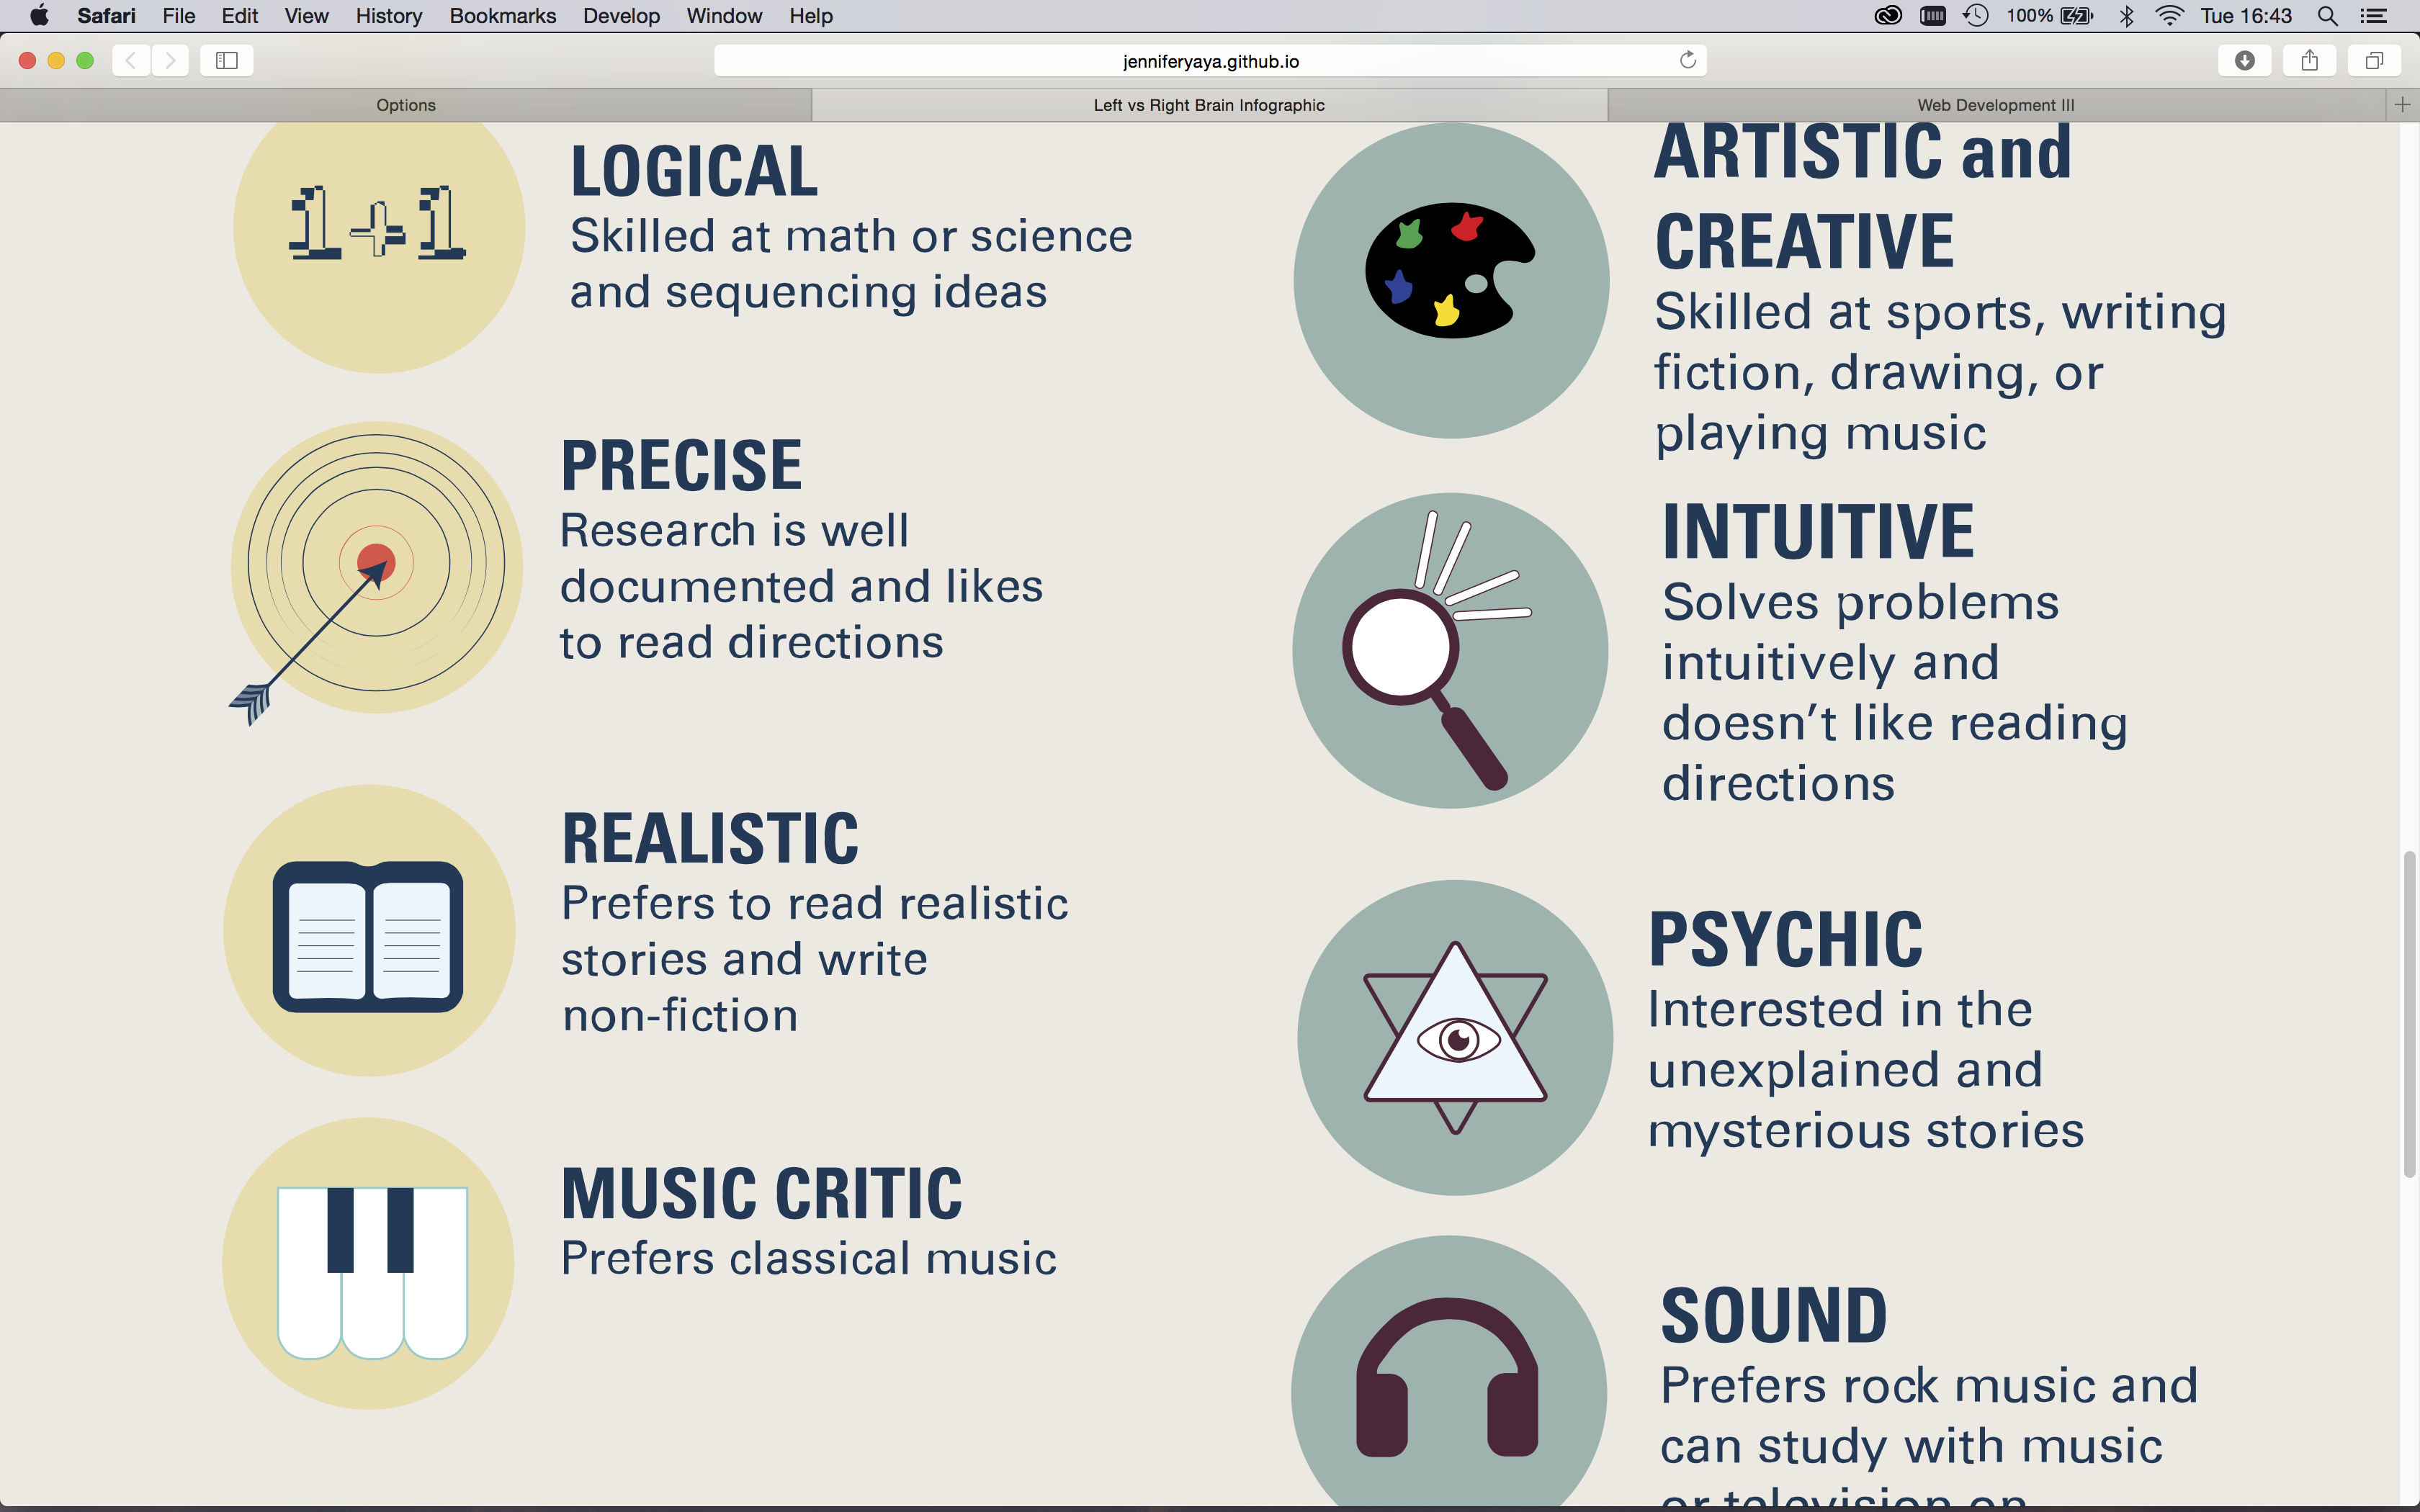 Safari File Edit View History Bookmarks Develop Window Help 100% Tue 16:43
jenniferyaya.github.io
Options
Left vs Right Brain Infographic
Web Development III
1+1
LOGICAL
Skilled at math or science
and sequencing ideas
PRECISE
Research is well
documented and likes
to read directions
REALISTIC
Prefers to read realistic
stories and write
non-fiction
MUSIC CRITIC
Prefers classical music
ARTISTIC and
CREATIVE
Skilled at sports, writing
fiction, drawing, or
playing music
INTUITIVE
Solves problems
intuitively and
doesn’t like reading
directions
PSYCHIC
Interested in the
unexplained and
mysterious stories
SOUND
Prefers rock music and
can study with music
or television on